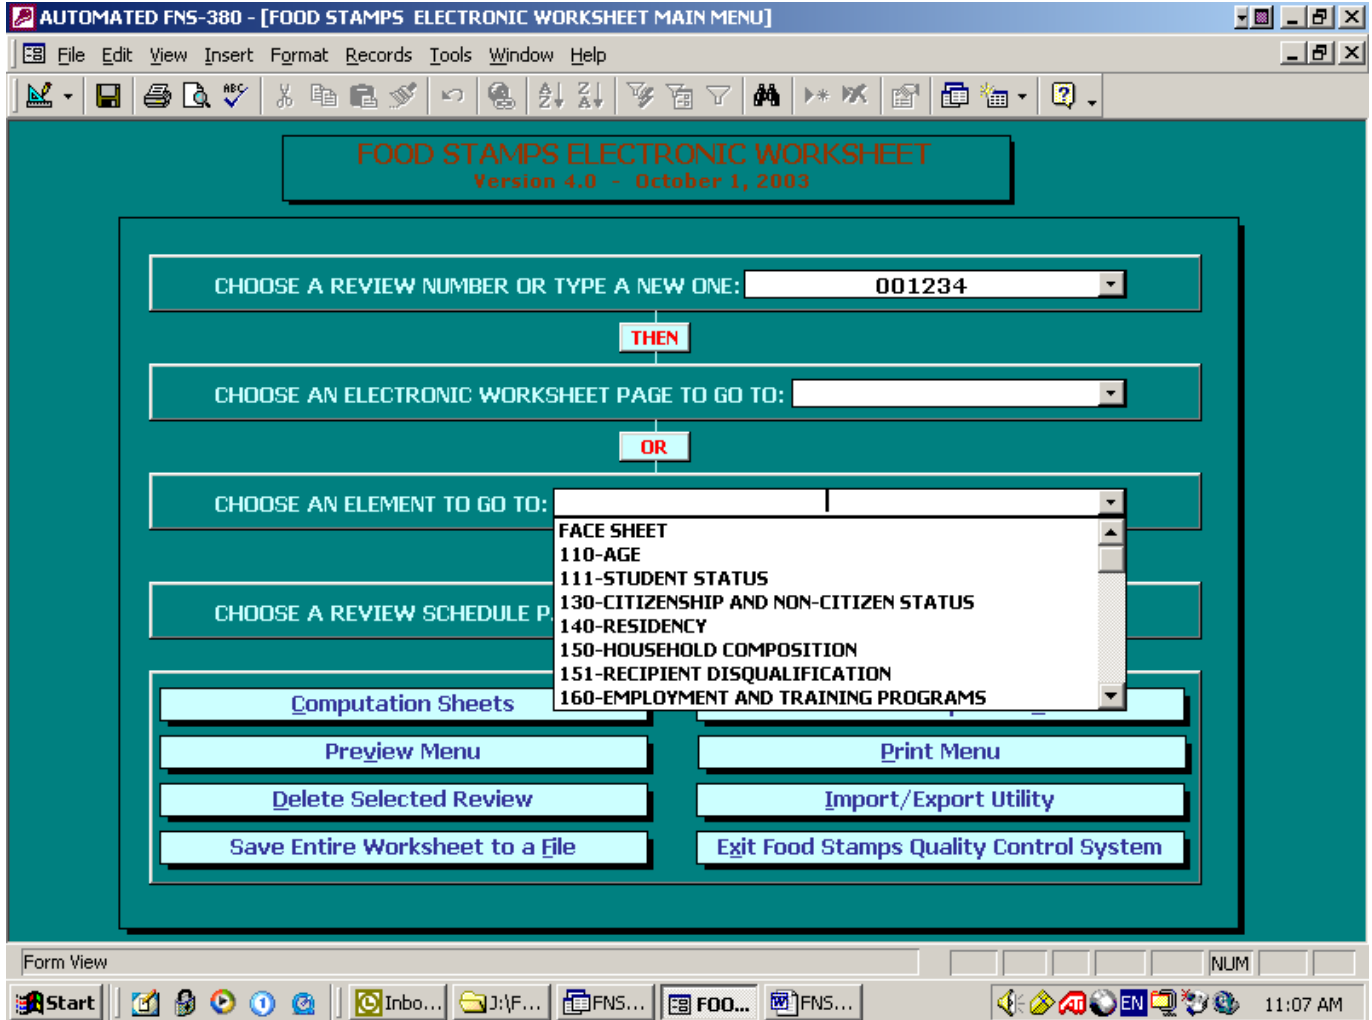 AUTOMATED FNS-380 - [FOOD STAMPS ELECTRONIC WORKSHEET MAIN MENU]
File Edit View Insert Format Records Tools Window Help
FOOD STAMPS ELECTRONIC WORKSHEET
Version 4.0 - October 1, 2003
CHOOSE A REVIEW NUMBER OR TYPE A NEW ONE: 001234
THEN
CHOOSE AN ELECTRONIC WORKSHEET PAGE TO GO TO:
OR
CHOOSE AN ELEMENT TO GO TO:
FACE SHEET
110-AGE
111-STUDENT STATUS
130-CITIZENSHIP AND NON-CITIZEN STATUS
140-RESIDENCY
150-HOUSEHOLD COMPOSITION
151-RECIPIENT DISQUALIFICATION
160-EMPLOYMENT AND TRAINING PROGRAMS
CHOOSE A REVIEW SCHEDULE P
Computation Sheets
Preview Menu Print Menu
Delete Selected Review Import/Export Utility
Save Entire Worksheet to a File Exit Food Stamps Quality Control System
Form View NUM
Start Inbo... J:\F... FNS... FOO... FNS... EN 11:07 AM